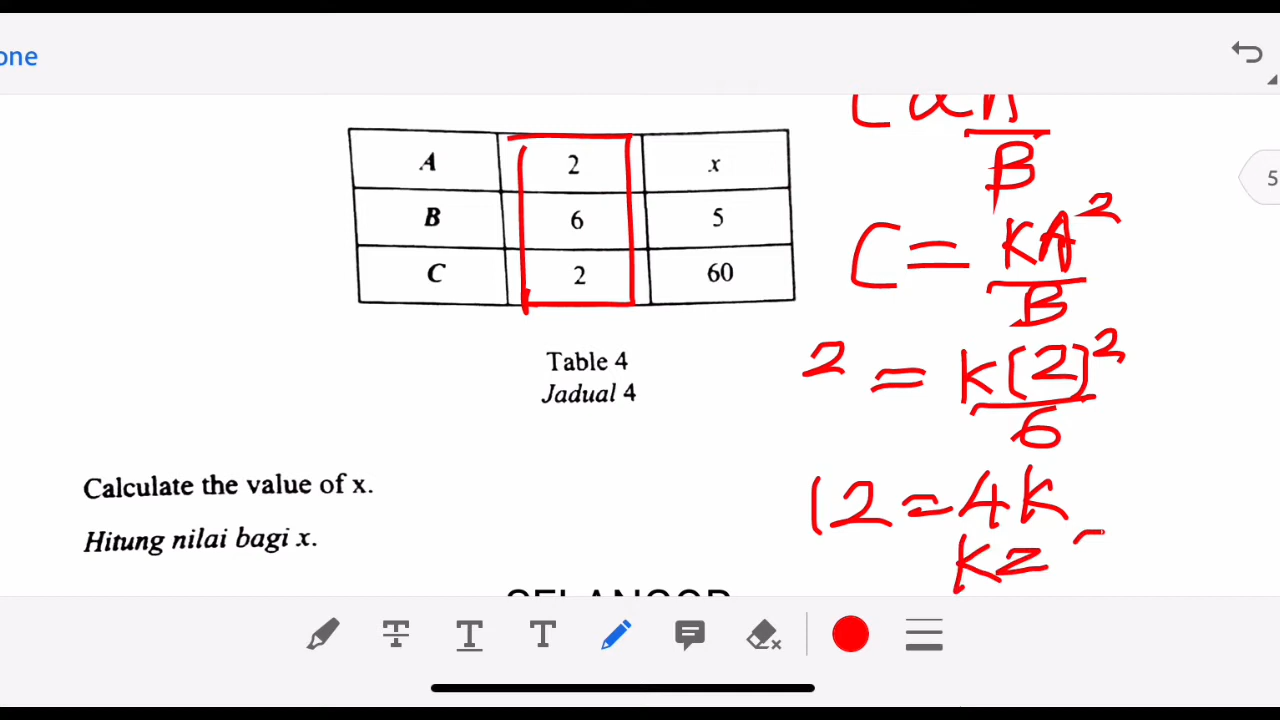 one
A 2 x
B 6 5
C 2 60
Table 4
Jadual 4
Calculate the value of x.
Hitung nilai bagi x.
B
C = KA²
B
2 = k[2]²
6
12 = 4k
k =
T T T
5